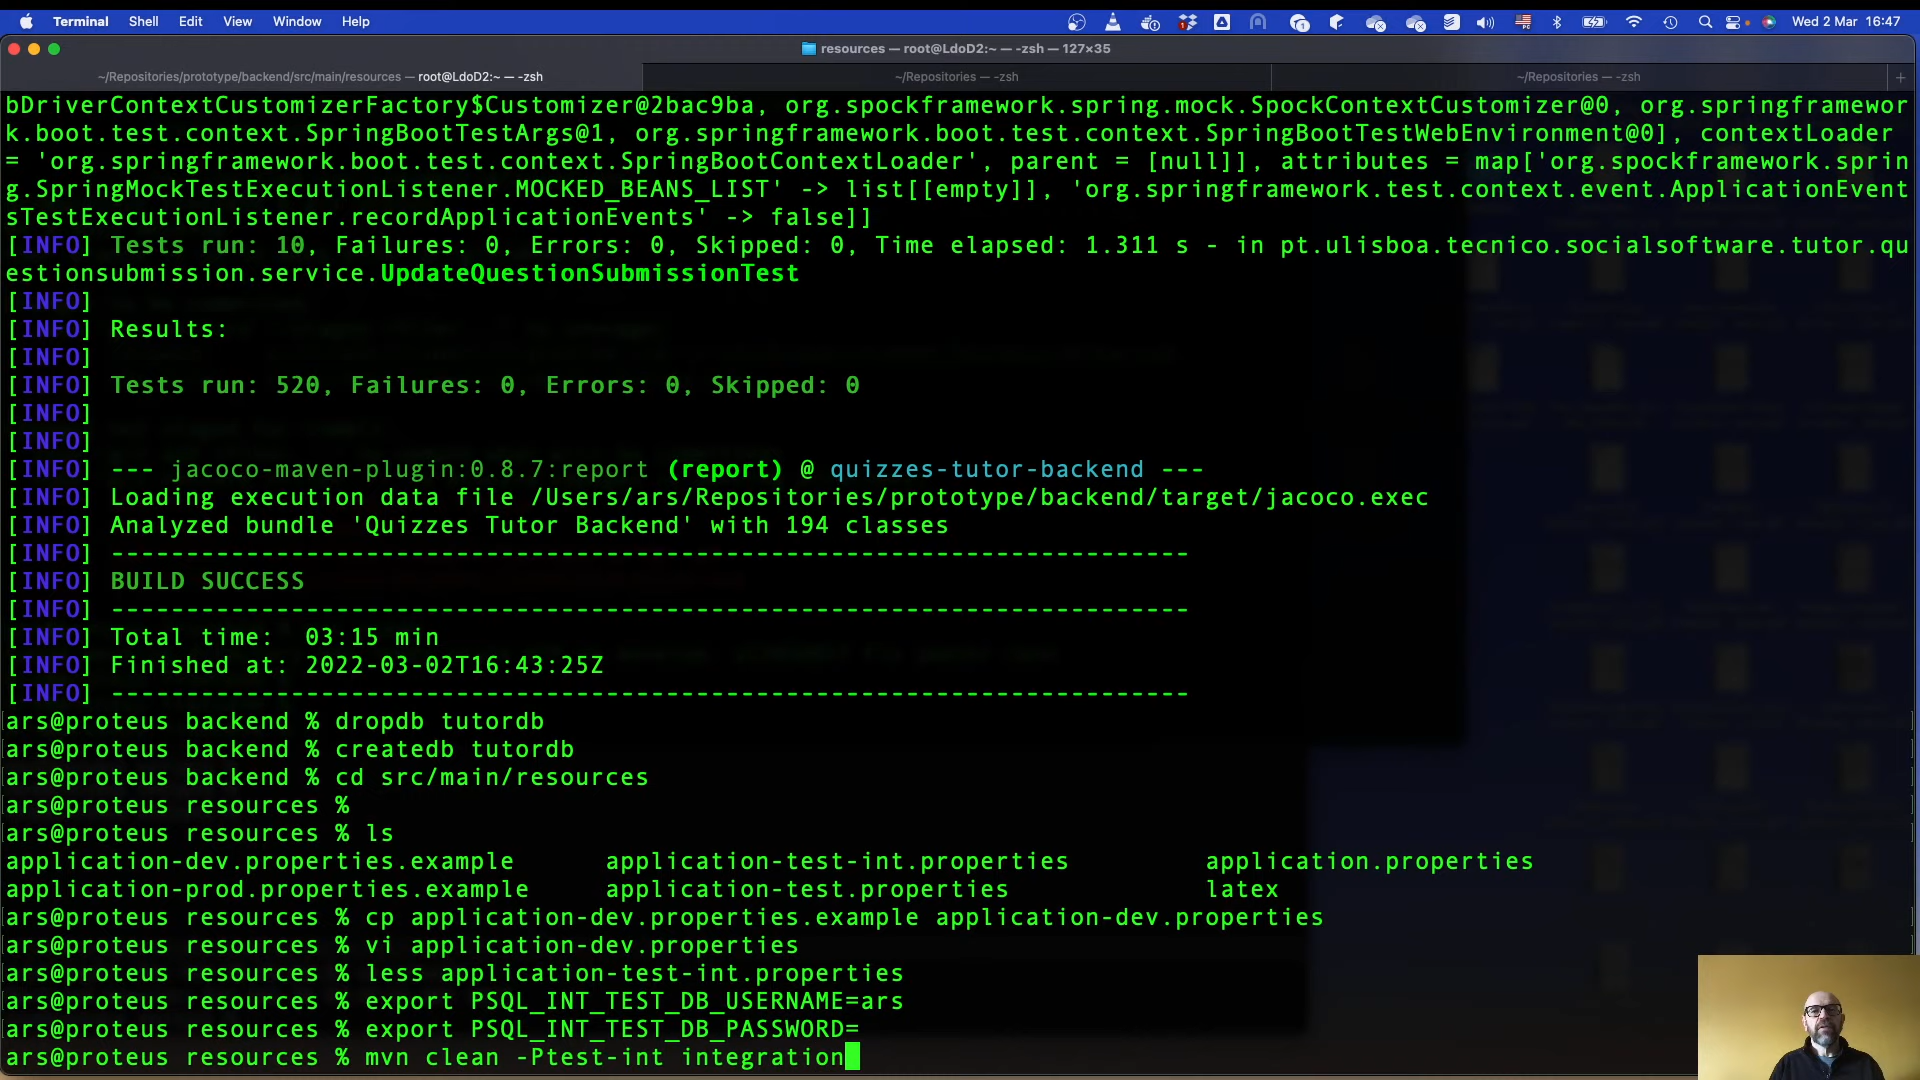 Terminal Shell Edit View Window Help Wed 2 Mar 16:47
resources — root@LdoD2:~ — -zsh — 127×35
~/Repositories/prototype/backend/src/main/resources — root@LdoD2:~ — -zsh ~/Repositories — -zsh ~/Repositories — -zsh
bDriverContextCustomizerFactory$Customizer@2bac9ba, org.spockframework.spring.mock.SpockContextCustomizer@0, org.springframewor
k.boot.test.context.SpringBootTestArgs@1, org.springframework.boot.test.context.SpringBootTestWebEnvironment@0], contextLoader
= 'org.springframework.boot.test.context.SpringBootContextLoader', parent = [null]], attributes = map['org.spockframework.sprin
g.SpringMockTestExecutionListener.MOCKED_BEANS_LIST' -> list[[empty]], 'org.springframework.test.context.event.ApplicationEvent
sTestExecutionListener.recordApplicationEvents' -> false]]
[INFO] Tests run: 10, Failures: 0, Errors: 0, Skipped: 0, Time elapsed: 1.311 s - in pt.ulisboa.tecnico.socialsoftware.tutor.qu
estionsubmission.service.UpdateQuestionSubmissionTest
[INFO]
[INFO] Results:
[INFO]
[INFO] Tests run: 520, Failures: 0, Errors: 0, Skipped: 0
[INFO]
[INFO]
[INFO] --- jacoco-maven-plugin:0.8.7:report (report) @ quizzes-tutor-backend ---
[INFO] Loading execution data file /Users/ars/Repositories/prototype/backend/target/jacoco.exec
[INFO] Analyzed bundle 'Quizzes Tutor Backend' with 194 classes
[INFO] ------------------------------------------------------------------------
[INFO] BUILD SUCCESS
[INFO] ------------------------------------------------------------------------
[INFO] Total time:  03:15 min
[INFO] Finished at: 2022-03-02T16:43:25Z
[INFO] ------------------------------------------------------------------------
ars@proteus backend % dropdb tutordb
ars@proteus backend % createdb tutordb
ars@proteus backend % cd src/main/resources
ars@proteus resources %
ars@proteus resources % ls
application-dev.properties.example application-test-int.properties application.properties
application-prod.properties.example application-test.properties latex
ars@proteus resources % cp application-dev.properties.example application-dev.properties
ars@proteus resources % vi application-dev.properties
ars@proteus resources % less application-test-int.properties
ars@proteus resources % export PSQL_INT_TEST_DB_USERNAME=ars
ars@proteus resources % export PSQL_INT_TEST_DB_PASSWORD=
ars@proteus resources % mvn clean -Ptest-int integration